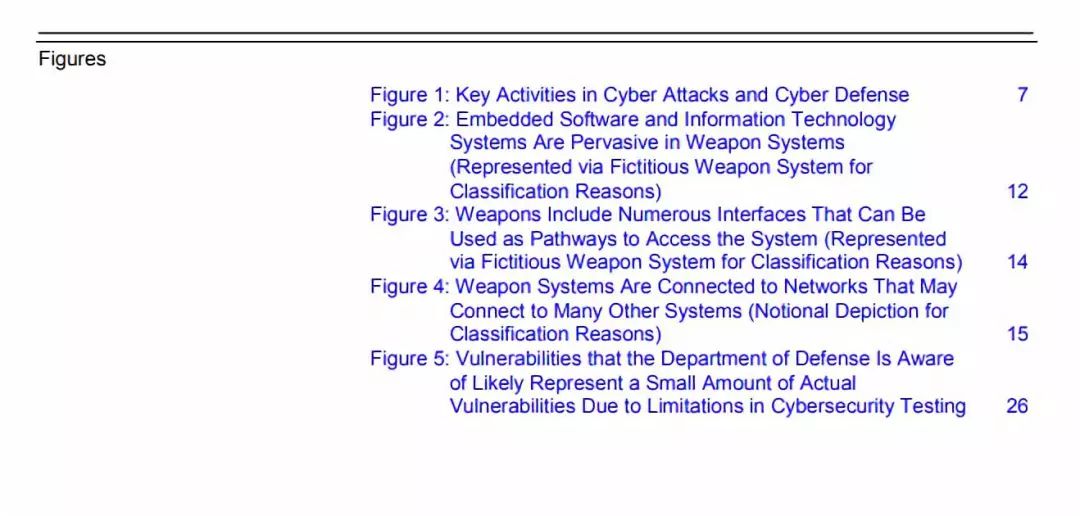 Figures
Figure 1: Key Activities in Cyber Attacks and Cyber Defense 7
Figure 2: Embedded Software and Information Technology
Systems Are Pervasive in Weapon Systems
(Represented via Fictitious Weapon System for
Classification Reasons) 12
Figure 3: Weapons Include Numerous Interfaces That Can Be
Used as Pathways to Access the System (Represented
via Fictitious Weapon System for Classification Reasons) 14
Figure 4: Weapon Systems Are Connected to Networks That May
Connect to Many Other Systems (Notional Depiction for
Classification Reasons) 15
Figure 5: Vulnerabilities that the Department of Defense Is Aware
of Likely Represent a Small Amount of Actual
Vulnerabilities Due to Limitations in Cybersecurity Testing 26